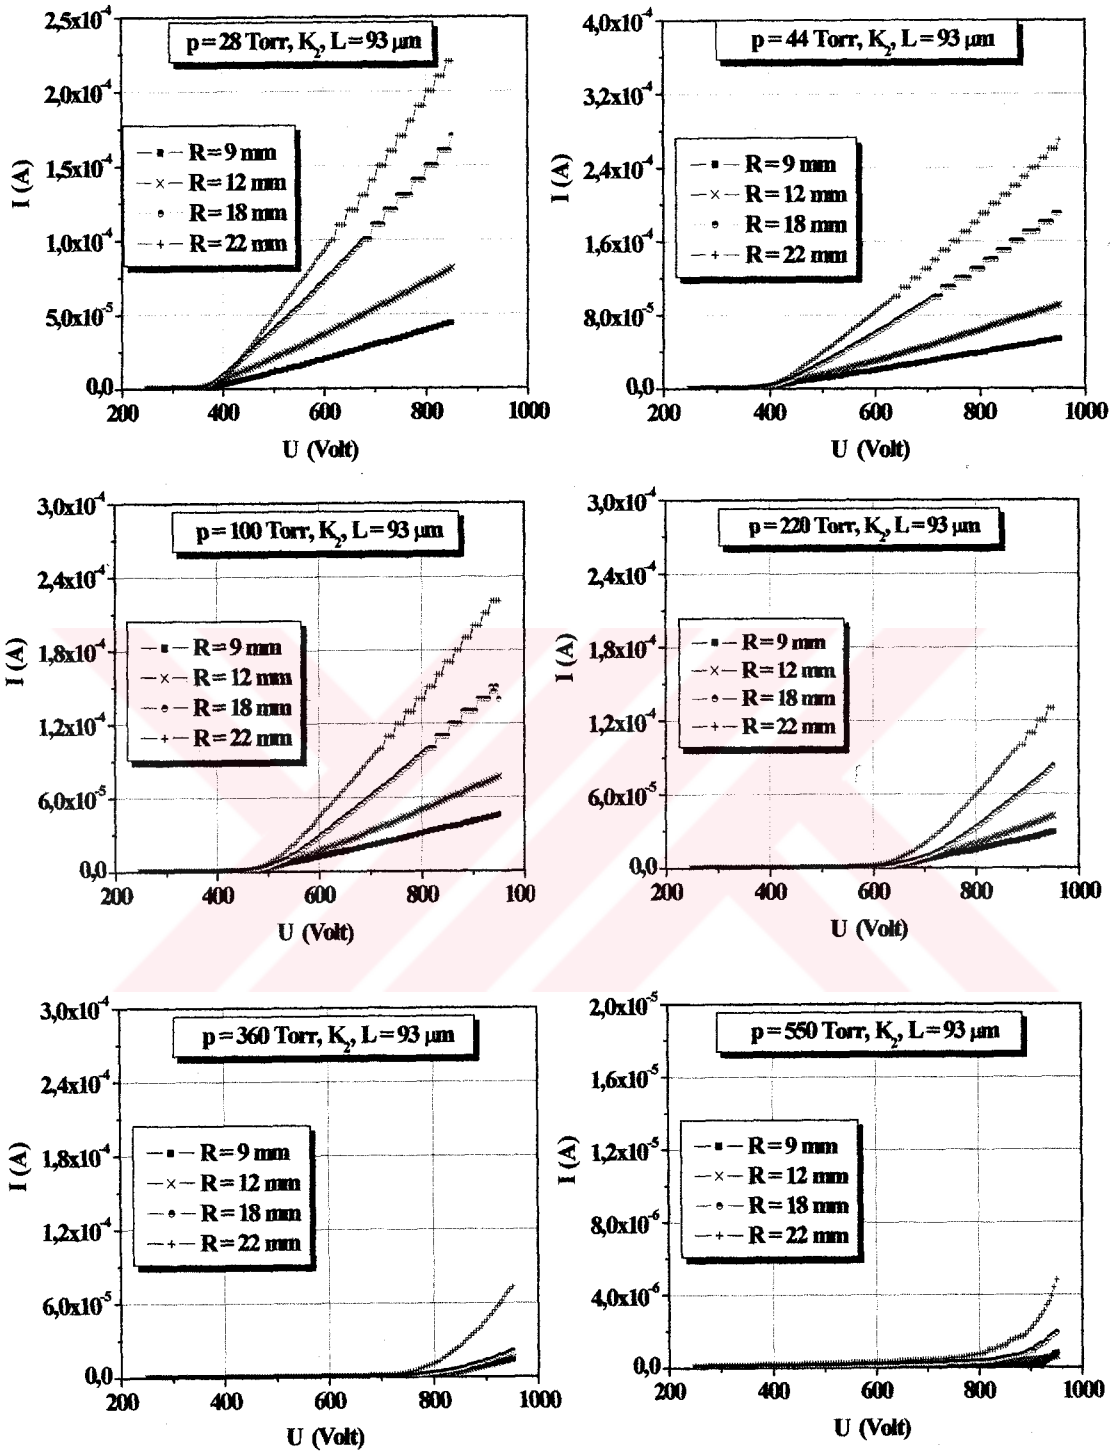 p = 28 Torr, K2, L = 93 μm
2,5x10-4
2,0x10-4
1,5x10-4
1,0x10-4
5,0x10-5
0,0
I (A)
R = 9 mm
R = 12 mm
R = 18 mm
R = 22 mm
200 400 600 800 1000
U (Volt)
p = 44 Torr, K2, L = 93 μm
4,0x10-4
3,2x10-4
2,4x10-4
1,6x10-4
8,0x10-5
0,0
I (A)
R = 9 mm
R = 12 mm
R = 18 mm
R = 22 mm
200 400 600 800 1000
U (Volt)
p = 100 Torr, K2, L = 93 μm
3,0x10-4
2,4x10-4
1,8x10-4
1,2x10-4
6,0x10-5
0,0
I (A)
R = 9 mm
R = 12 mm
R = 18 mm
R = 22 mm
200 400 600 800 100
U (Volt)
p = 220 Torr, K2, L = 93 μm
3,0x10-4
2,4x10-4
1,8x10-4
1,2x10-4
6,0x10-5
0,0
I (A)
R = 9 mm
R = 12 mm
R = 18 mm
R = 22 mm
200 400 600 800 1000
U (Volt)
p = 360 Torr, K2, L = 93 μm
3,0x10-4
2,4x10-4
1,8x10-4
1,2x10-4
6,0x10-5
0,0
I (A)
R = 9 mm
R = 12 mm
R = 18 mm
R = 22 mm
200 400 600 800 1000
U (Volt)
p = 550 Torr, K2, L = 93 μm
2,0x10-5
1,6x10-5
1,2x10-5
8,0x10-6
4,0x10-6
0,0
I (A)
R = 9 mm
R = 12 mm
R = 18 mm
R = 22 mm
200 400 600 800 1000
U (Volt)